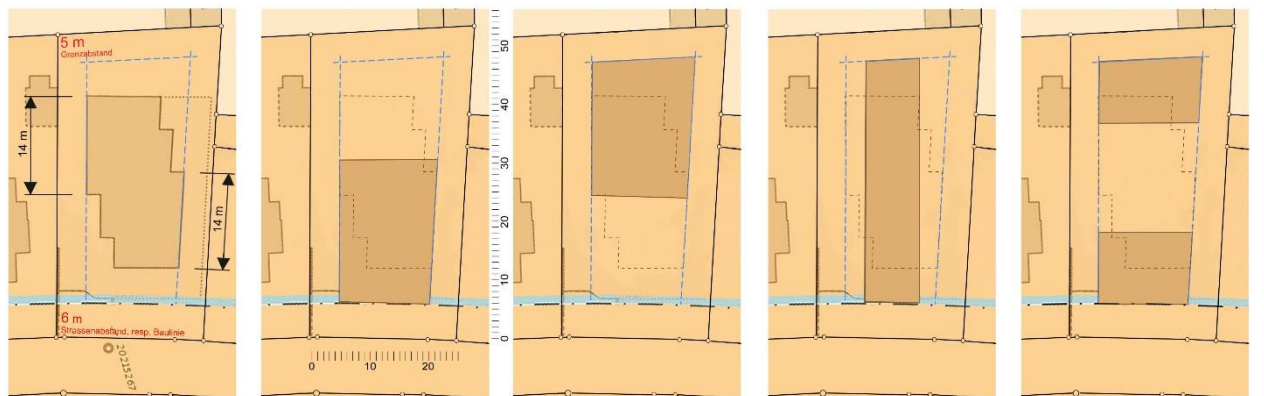 5 m
Grenzabstand
14 m
14 m
6 m
Strassenabstand, resp. Baulinie
20215267
0 10 20
50
40
30
20
10
0